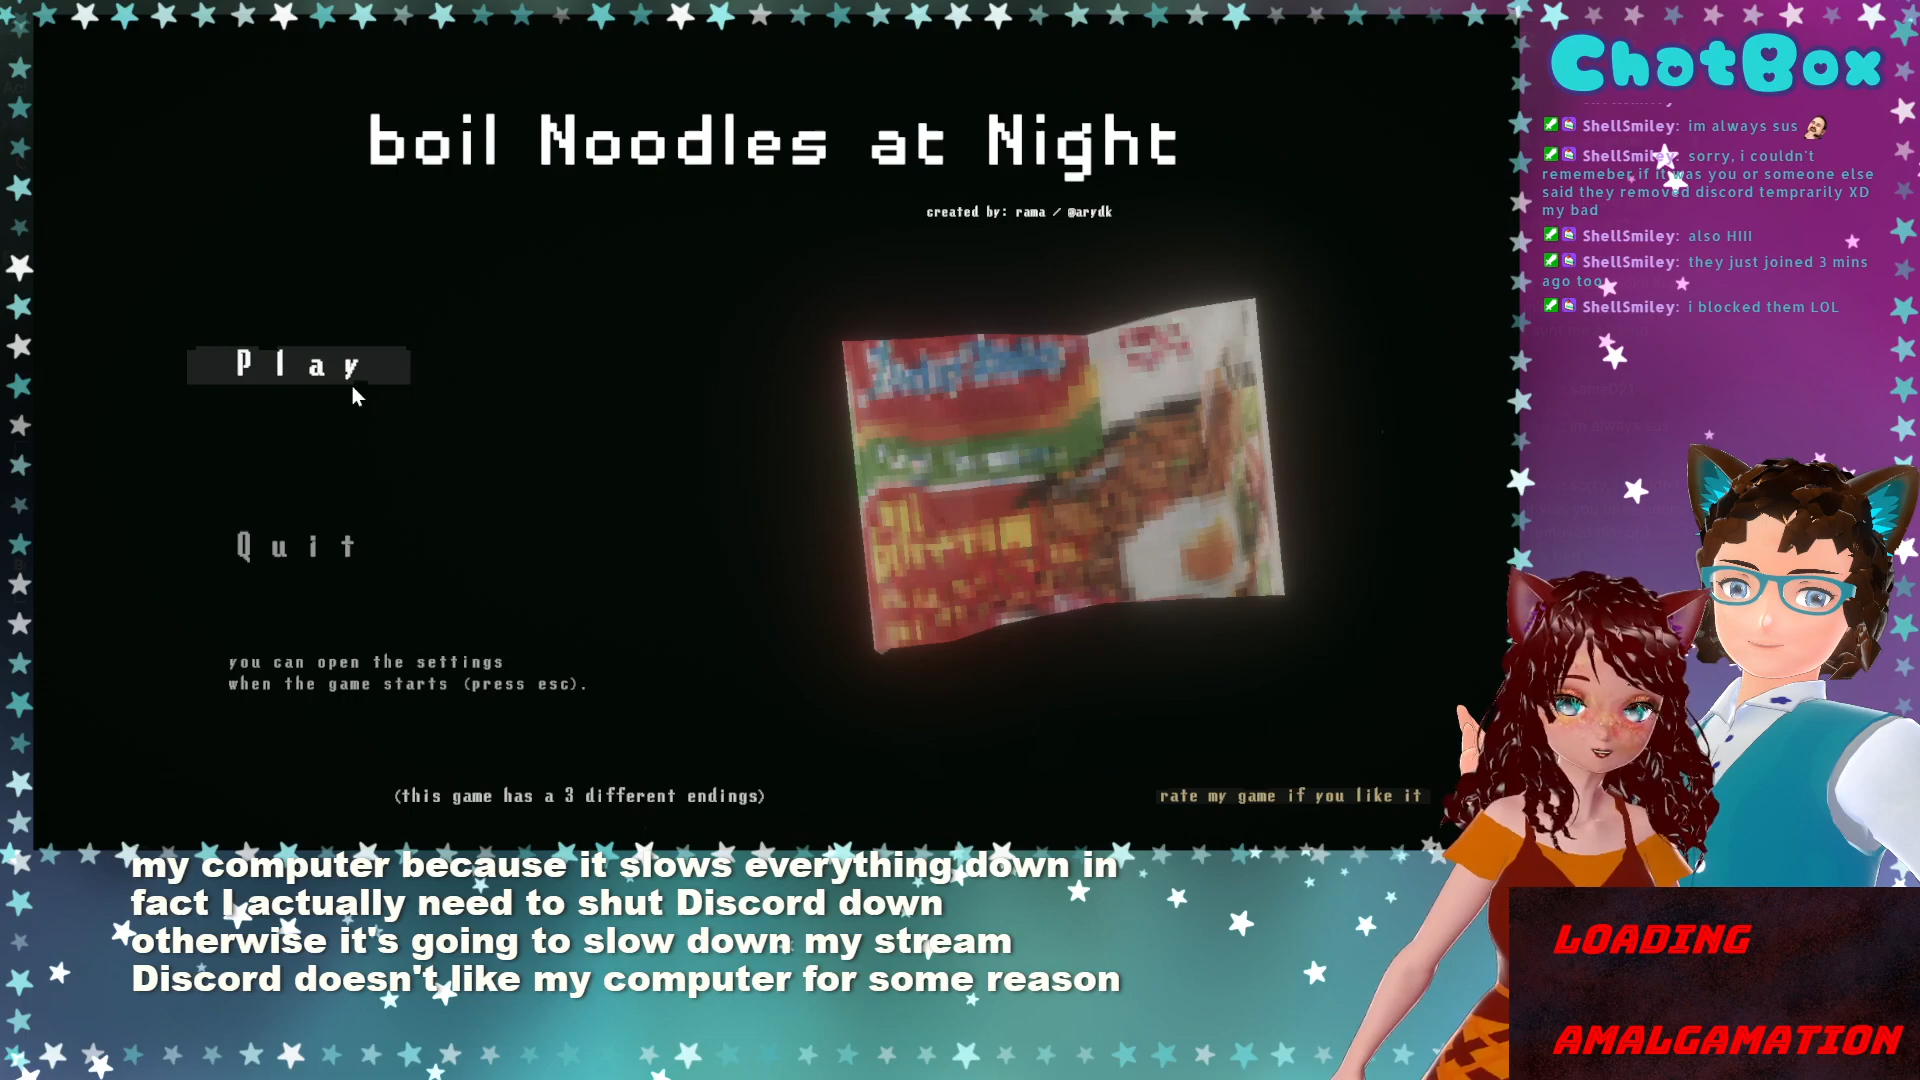 ChatBox
boil Noodles at Night
created by: rama / @arydk
Play
Quit
you can open the settings
when the game starts (press esc).
(this game has a 3 different endings)
rate my game if you like it
ShellSmiley: im always sus
ShellSmiley: sorry, i couldn't
rememeber if it was you or someone else
said they removed discord temprarily XD
my bad
ShellSmiley: also HIII
ShellSmiley: they just joined 3 mins
ago too
ShellSmiley: i blocked them LOL
my computer because it slows everything down in
fact I actually need to shut Discord down
otherwise it's going to slow down my stream
Discord doesn't like my computer for some reason
LOADING
AMALGAMATION